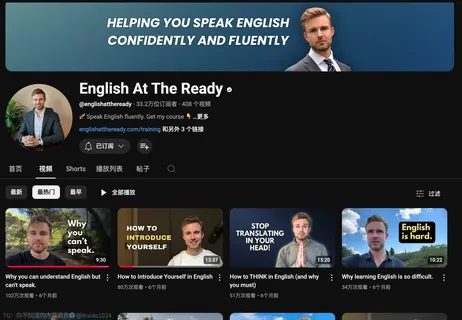 HELPING YOU SPEAK ENGLISH
CONFIDENTLY AND FLUENTLY
English At The Ready
@englishattheready · 33.2万位订阅者 · 408 个视频
🚀 Speak English fluently. Get my course 👇 ...更多
englishattheready.com/training 和另外 3 个链接
已订阅
首页 视频 Shorts 播放列表 帖子
最新 最热门 最早 全部播放 过滤
Why
you
can't
speak.
9:30
HOW TO
INTRODUCE
YOURSELF
13:37
STOP
TRANSLATING
IN YOUR
HEAD!
15:20
English
is hard.
10:22
Why you can understand English but can't speak.
102万次观看 · 6个月前
How to Introduce Yourself in English
80万次观看 · 6个月前
How to THINK in English (and why you must)
51万次观看 · 6个月前
Why learning English is so difficult.
34万次观看 · 6个月前
@inside1024